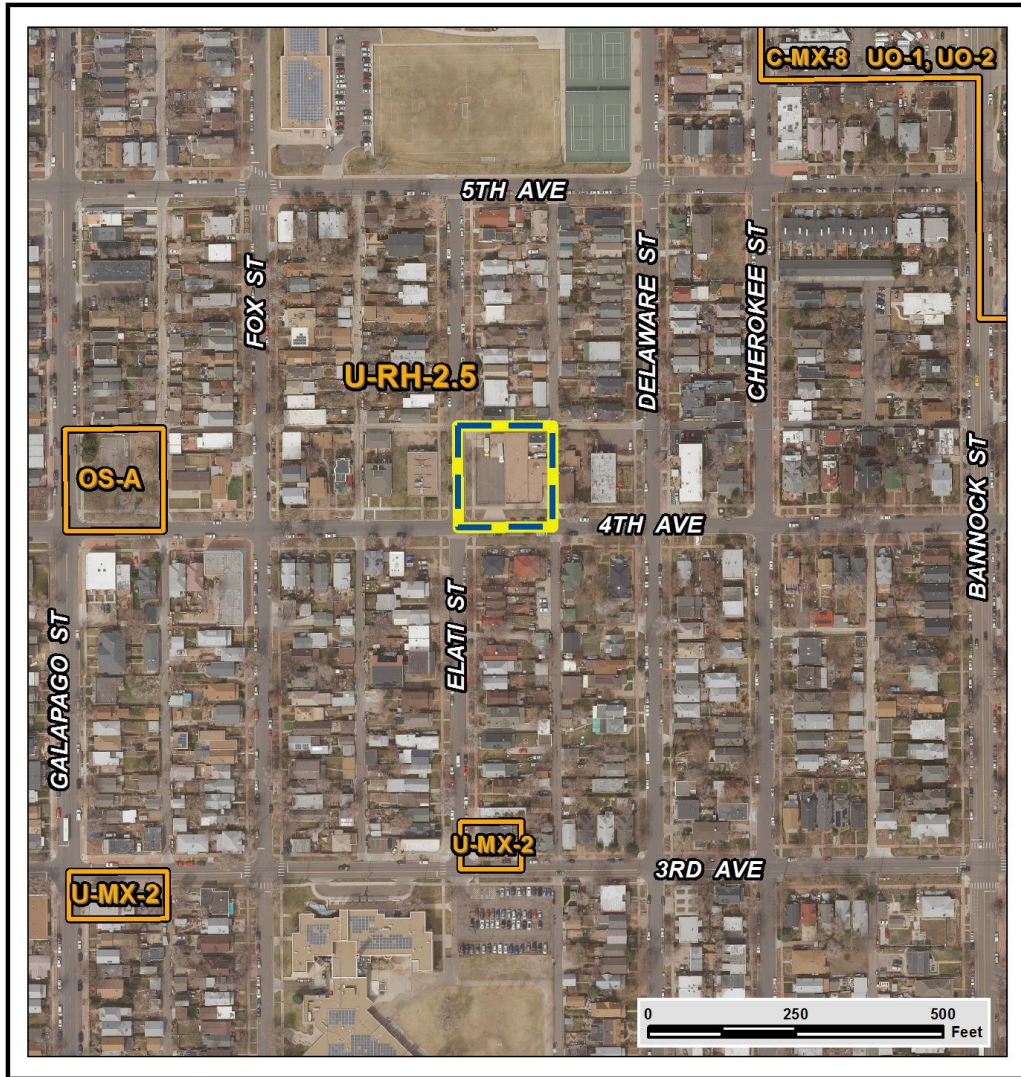 C-MX-8 UO-1, UO-2
5TH AVE
FOX ST
DELAWARE ST
CHEROKEE ST
U-RH-2.5
OS-A
4TH AVE
BANNOCK ST
ELATI ST
GALAPAGO ST
U-MX-2
3RD AVE
U-MX-2
0 250 500
Feet